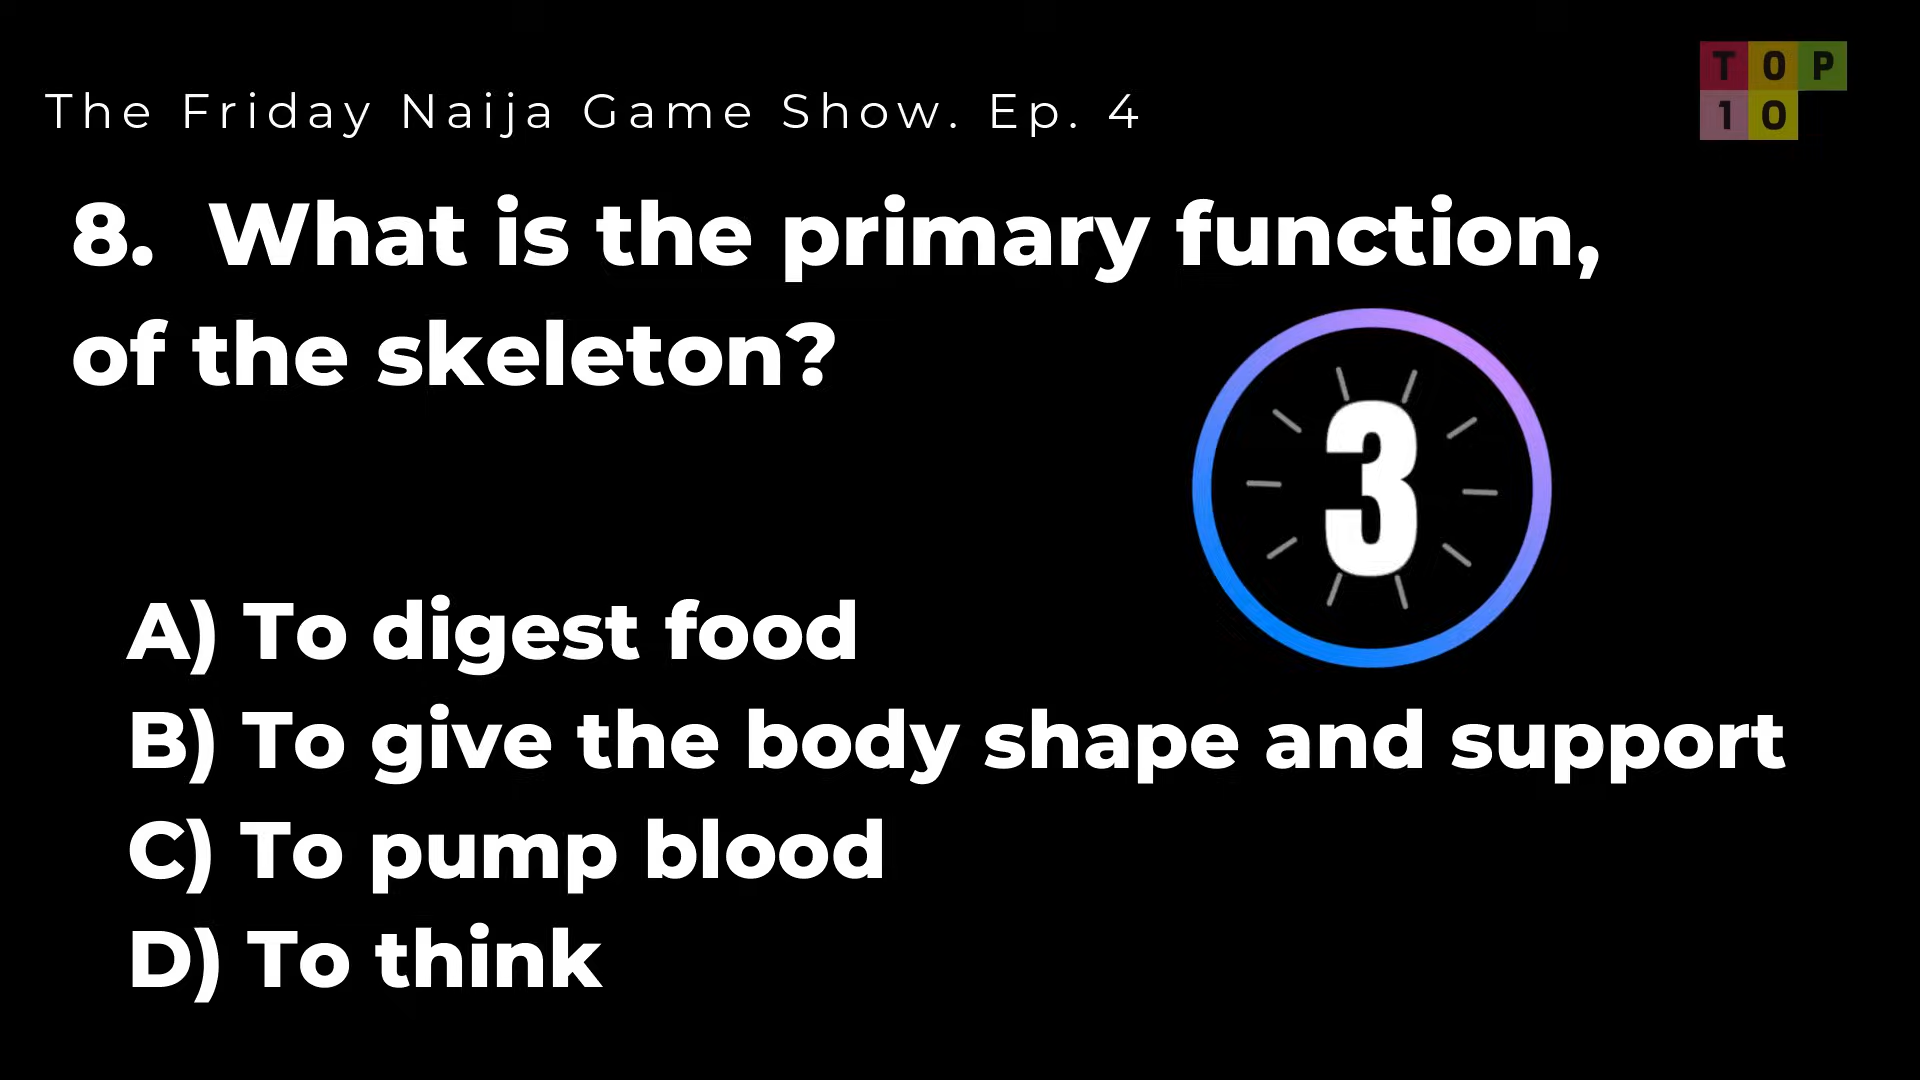 The Friday Naija Game Show. Ep. 4
TOP
10
8. What is the primary function,
of the skeleton?
3
A) To digest food
B) To give the body shape and support
C) To pump blood
D) To think